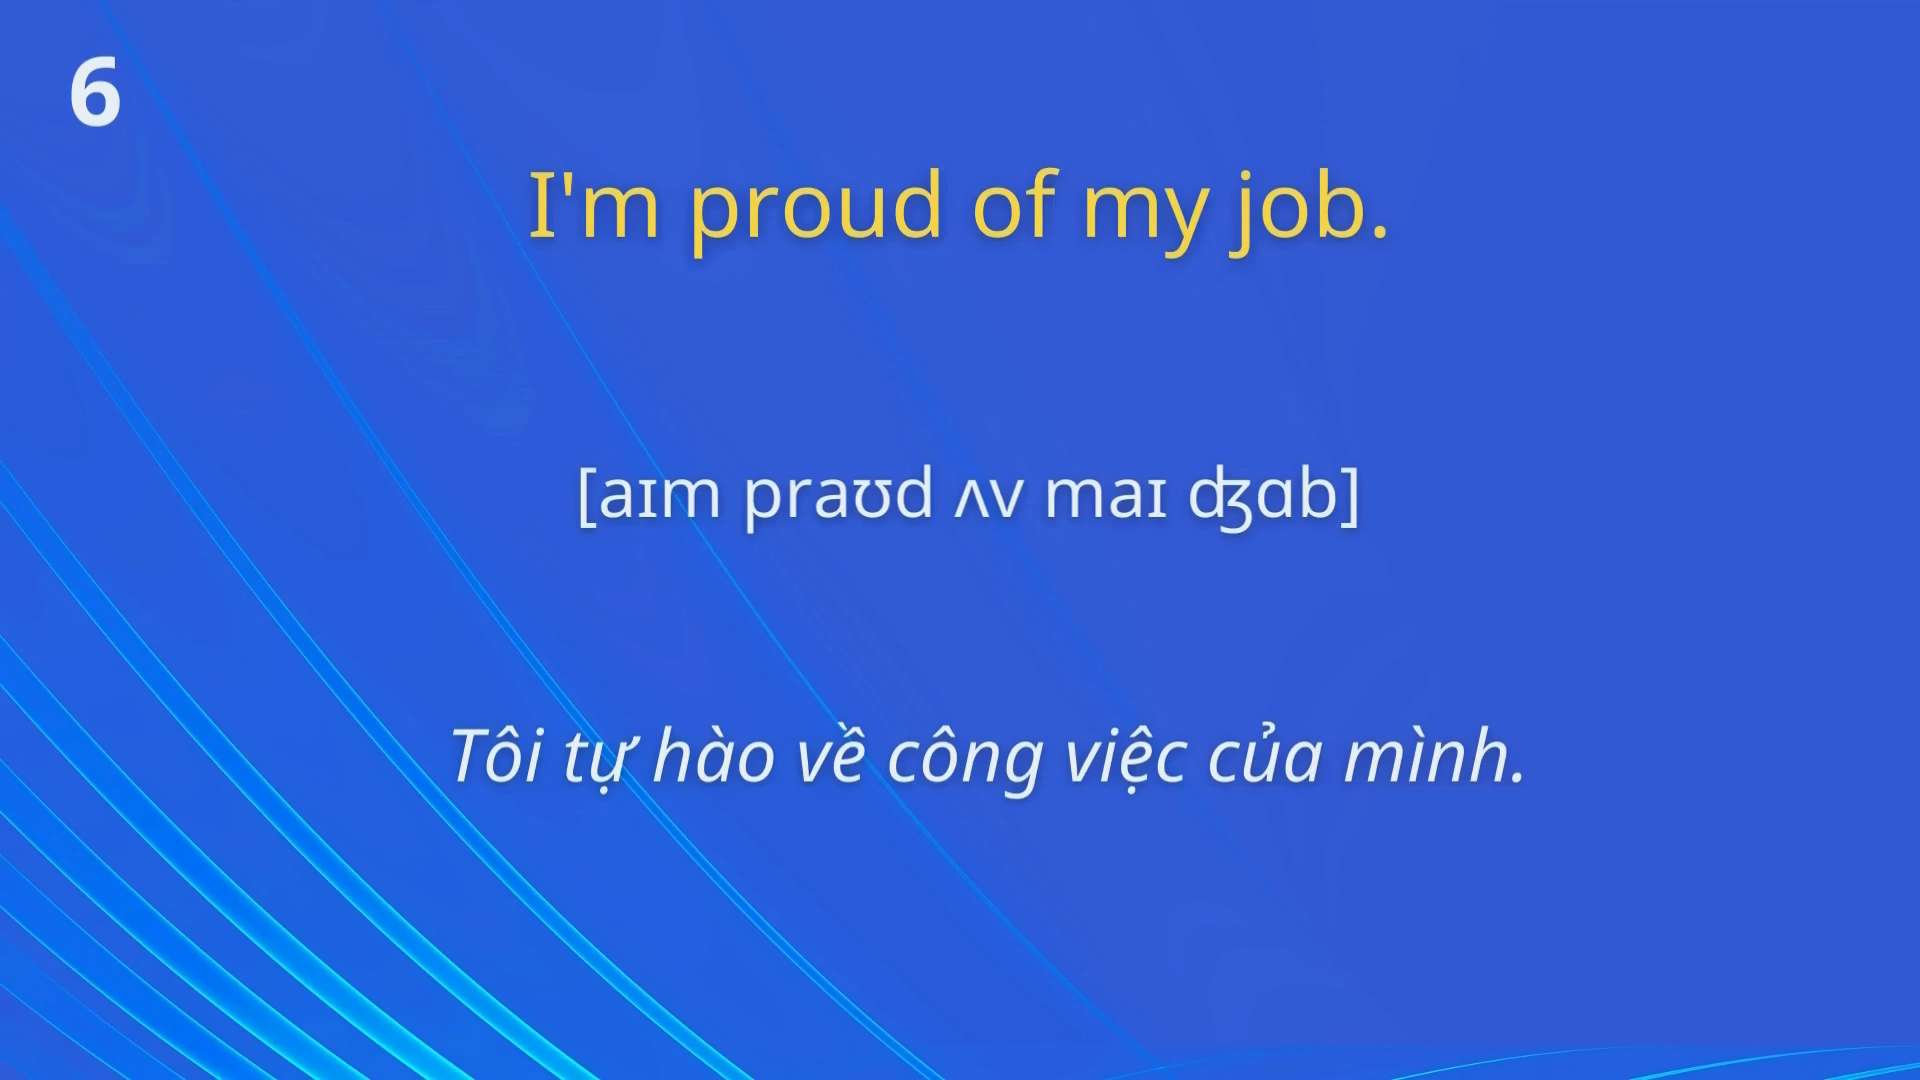 6
I'm proud of my job.
[aɪm praʊd ʌv maɪ ʤɑb]
Tôi tự hào về công việc của mình.